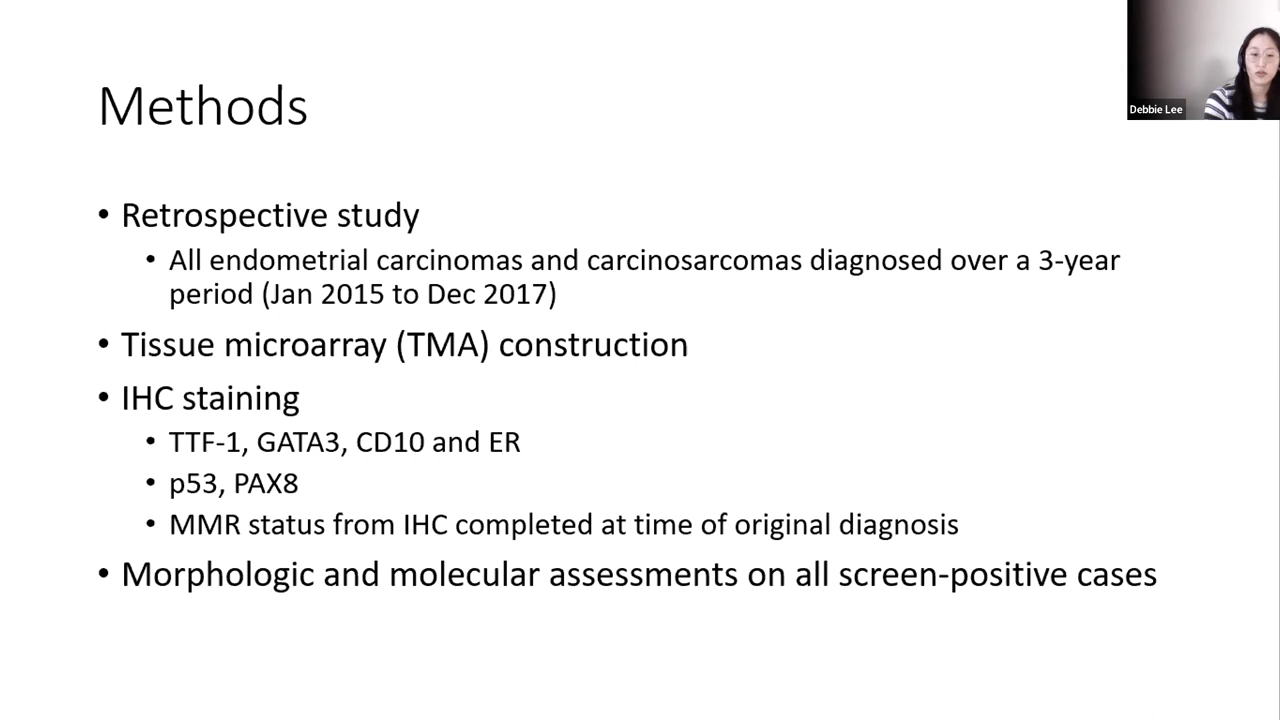 Methods
Debbie Lee
• Retrospective study
• All endometrial carcinomas and carcinosarcomas diagnosed over a 3-year
period (Jan 2015 to Dec 2017)
• Tissue microarray (TMA) construction
• IHC staining
• TTF-1, GATA3, CD10 and ER
• p53, PAX8
• MMR status from IHC completed at time of original diagnosis
• Morphologic and molecular assessments on all screen-positive cases